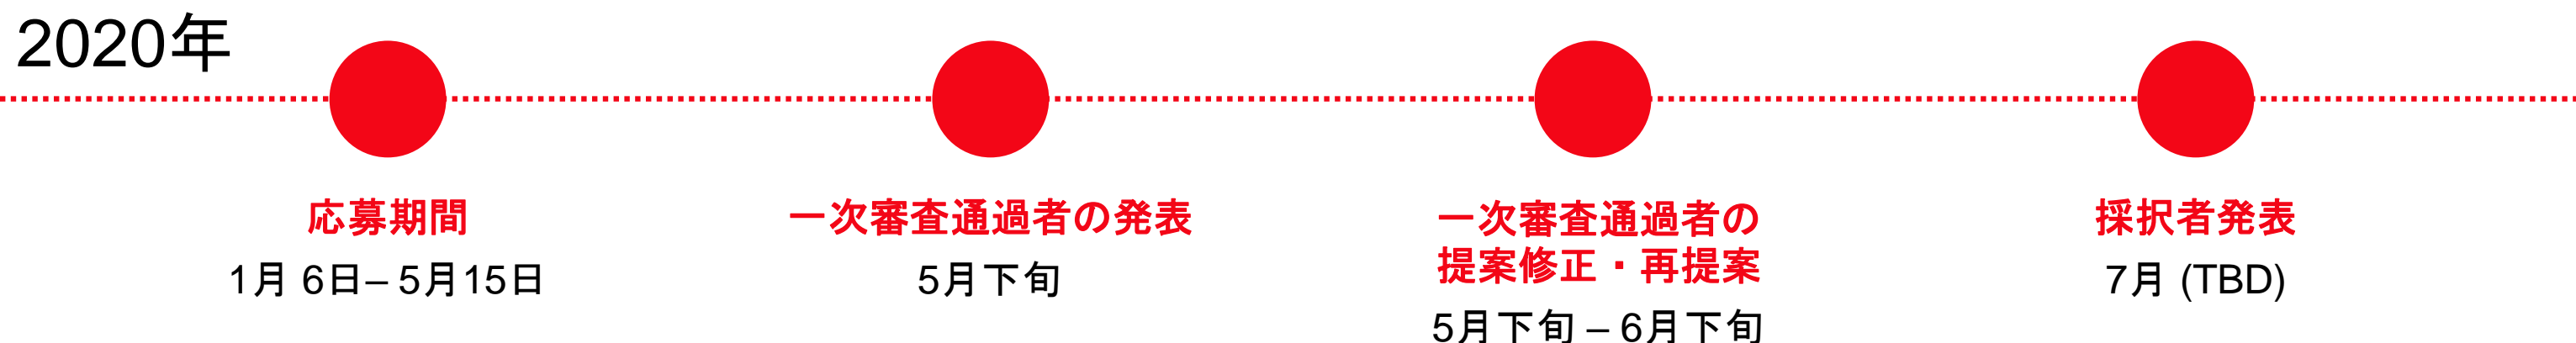 2020年
応募期間
1月 6日– 5月15日
一次審査通過者の発表
5月下旬
一次審査通過者の
提案修正・再提案
5月下旬 – 6月下旬
採択者発表
7月 (TBD)